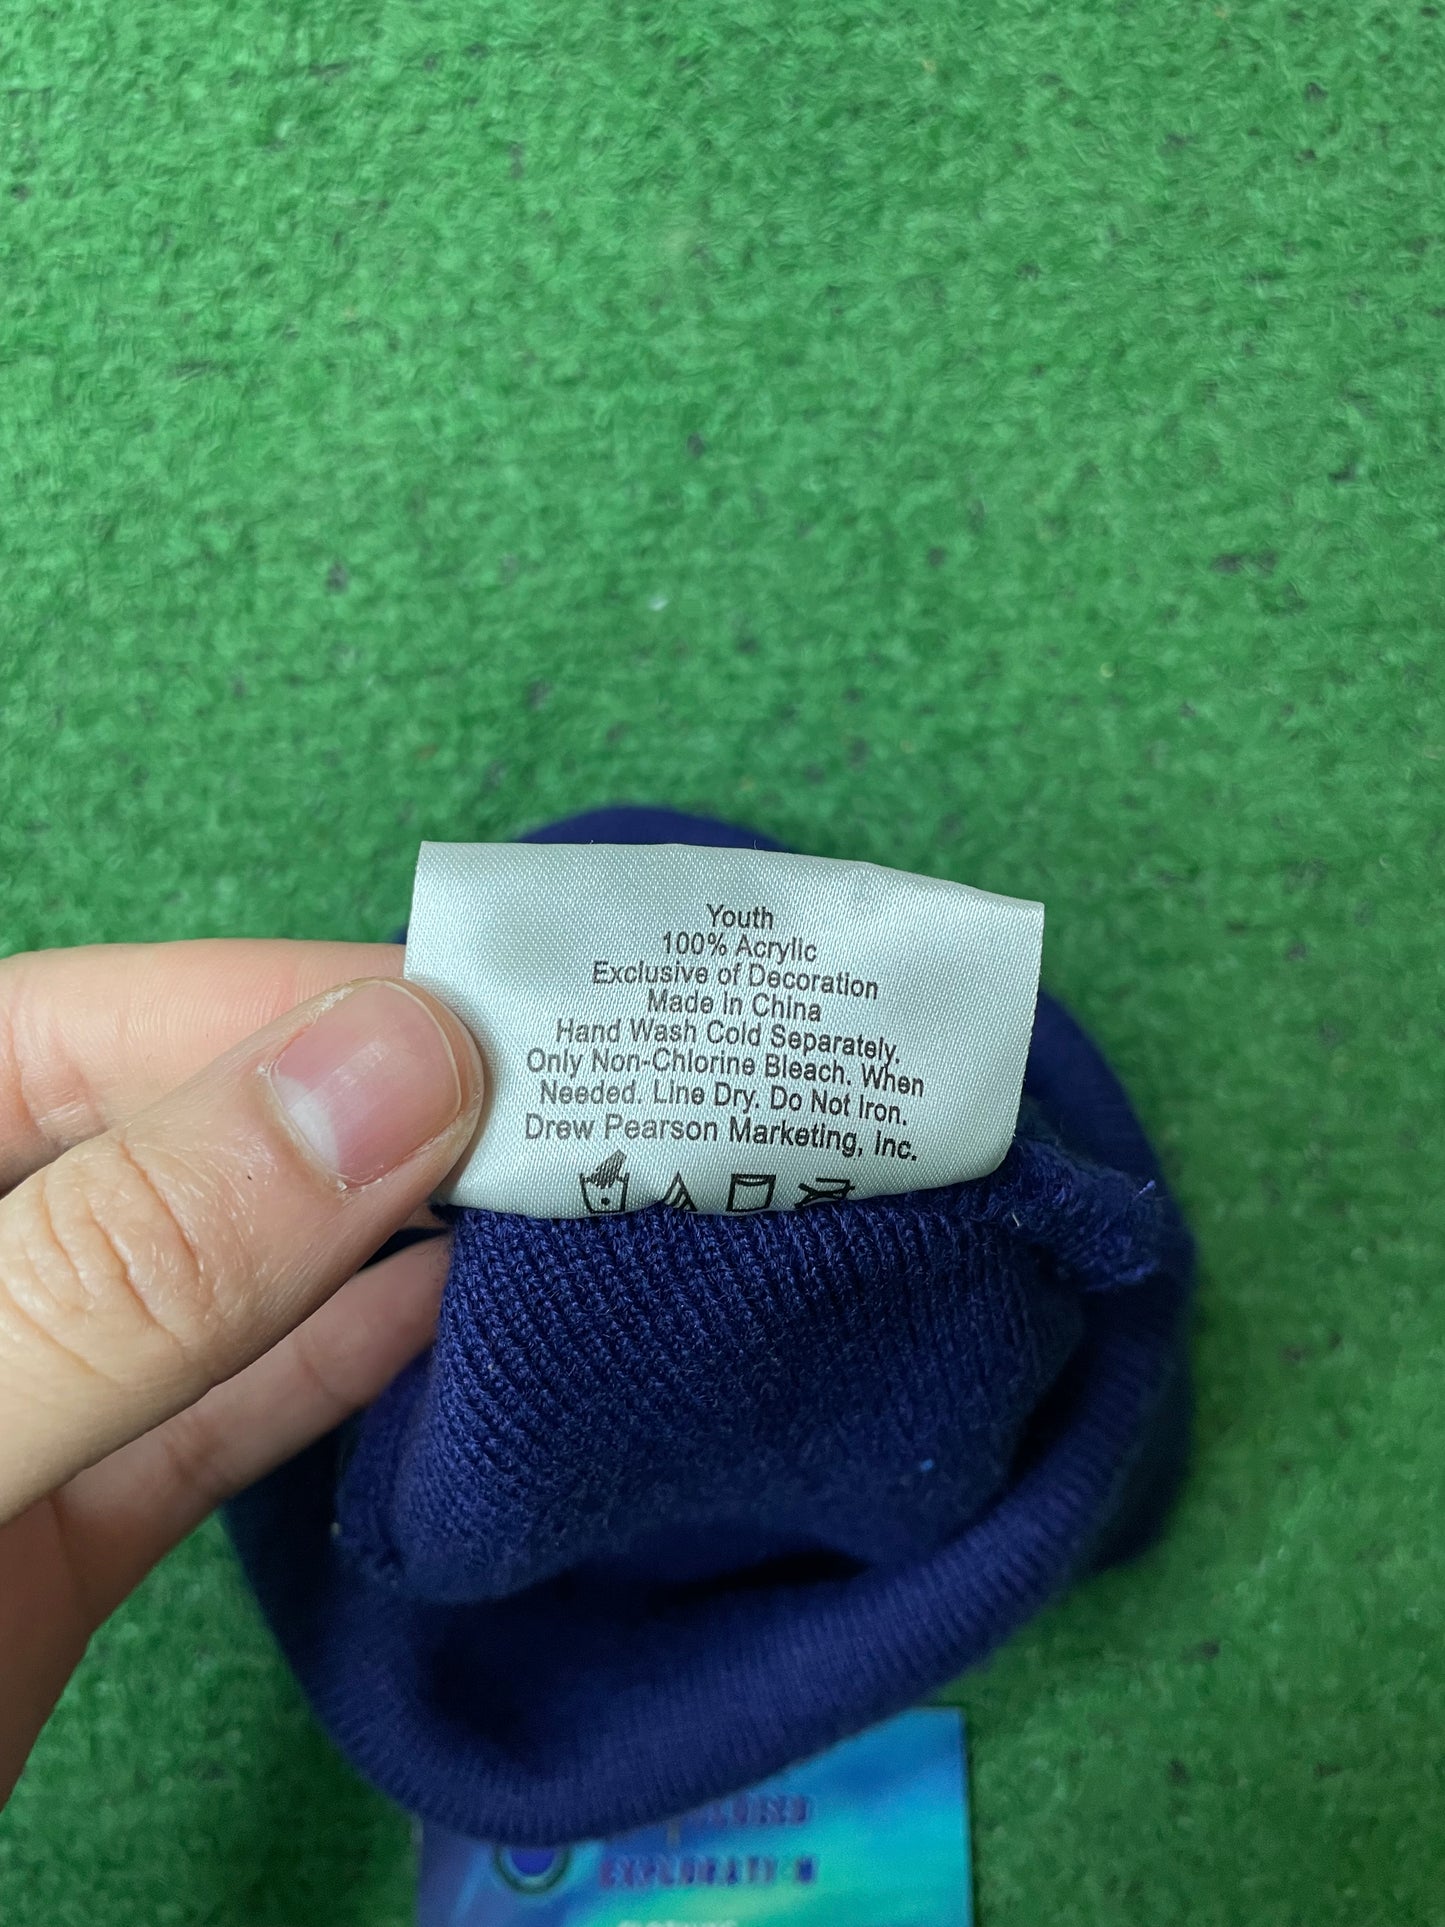 Youth
100% Acrylic
Exclusive of Decoration
Made in China
Hand Wash Cold Separately.
Only Non-Chlorine Bleach. When
Needed. Line Dry. Do Not Iron.
Drew Pearson Marketing, Inc.